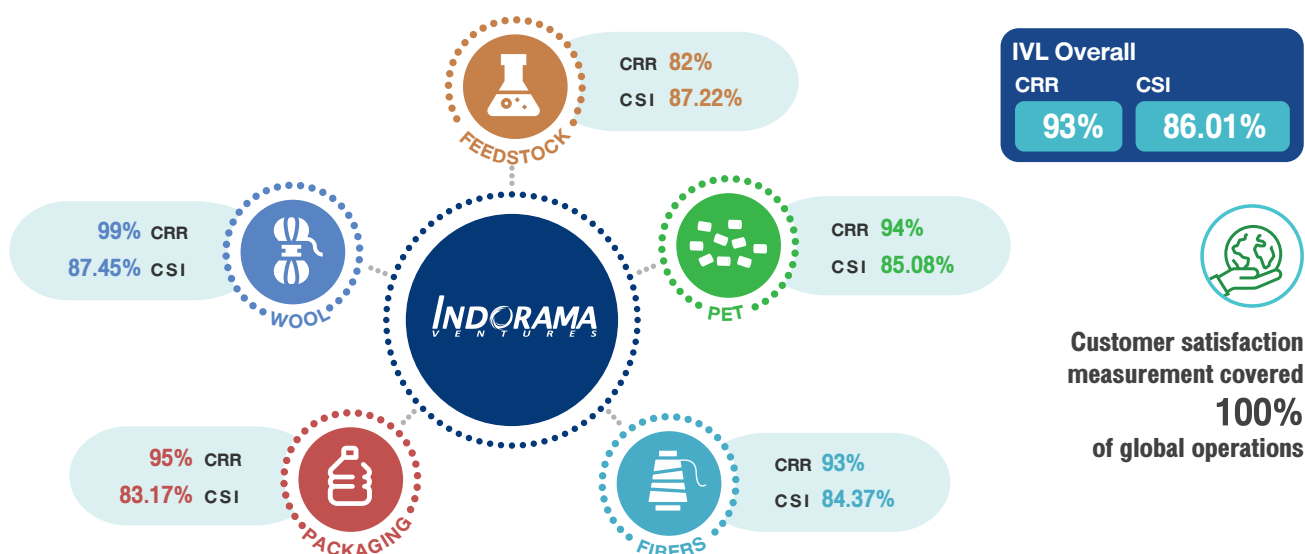 CRR 82%
CSI 87.22%
FEEDSTOCK
IVL Overall
CRR CSI
93% 86.01%
99% CRR
87.45% CSI
WOOL
CRR 94%
CSI 85.08%
PET
INDORAMA
VENTURES
Customer satisfaction
measurement covered
100%
of global operations
95% CRR
83.17% CSI
PACKAGING
CRR 93%
CSI 84.37%
FIBERS